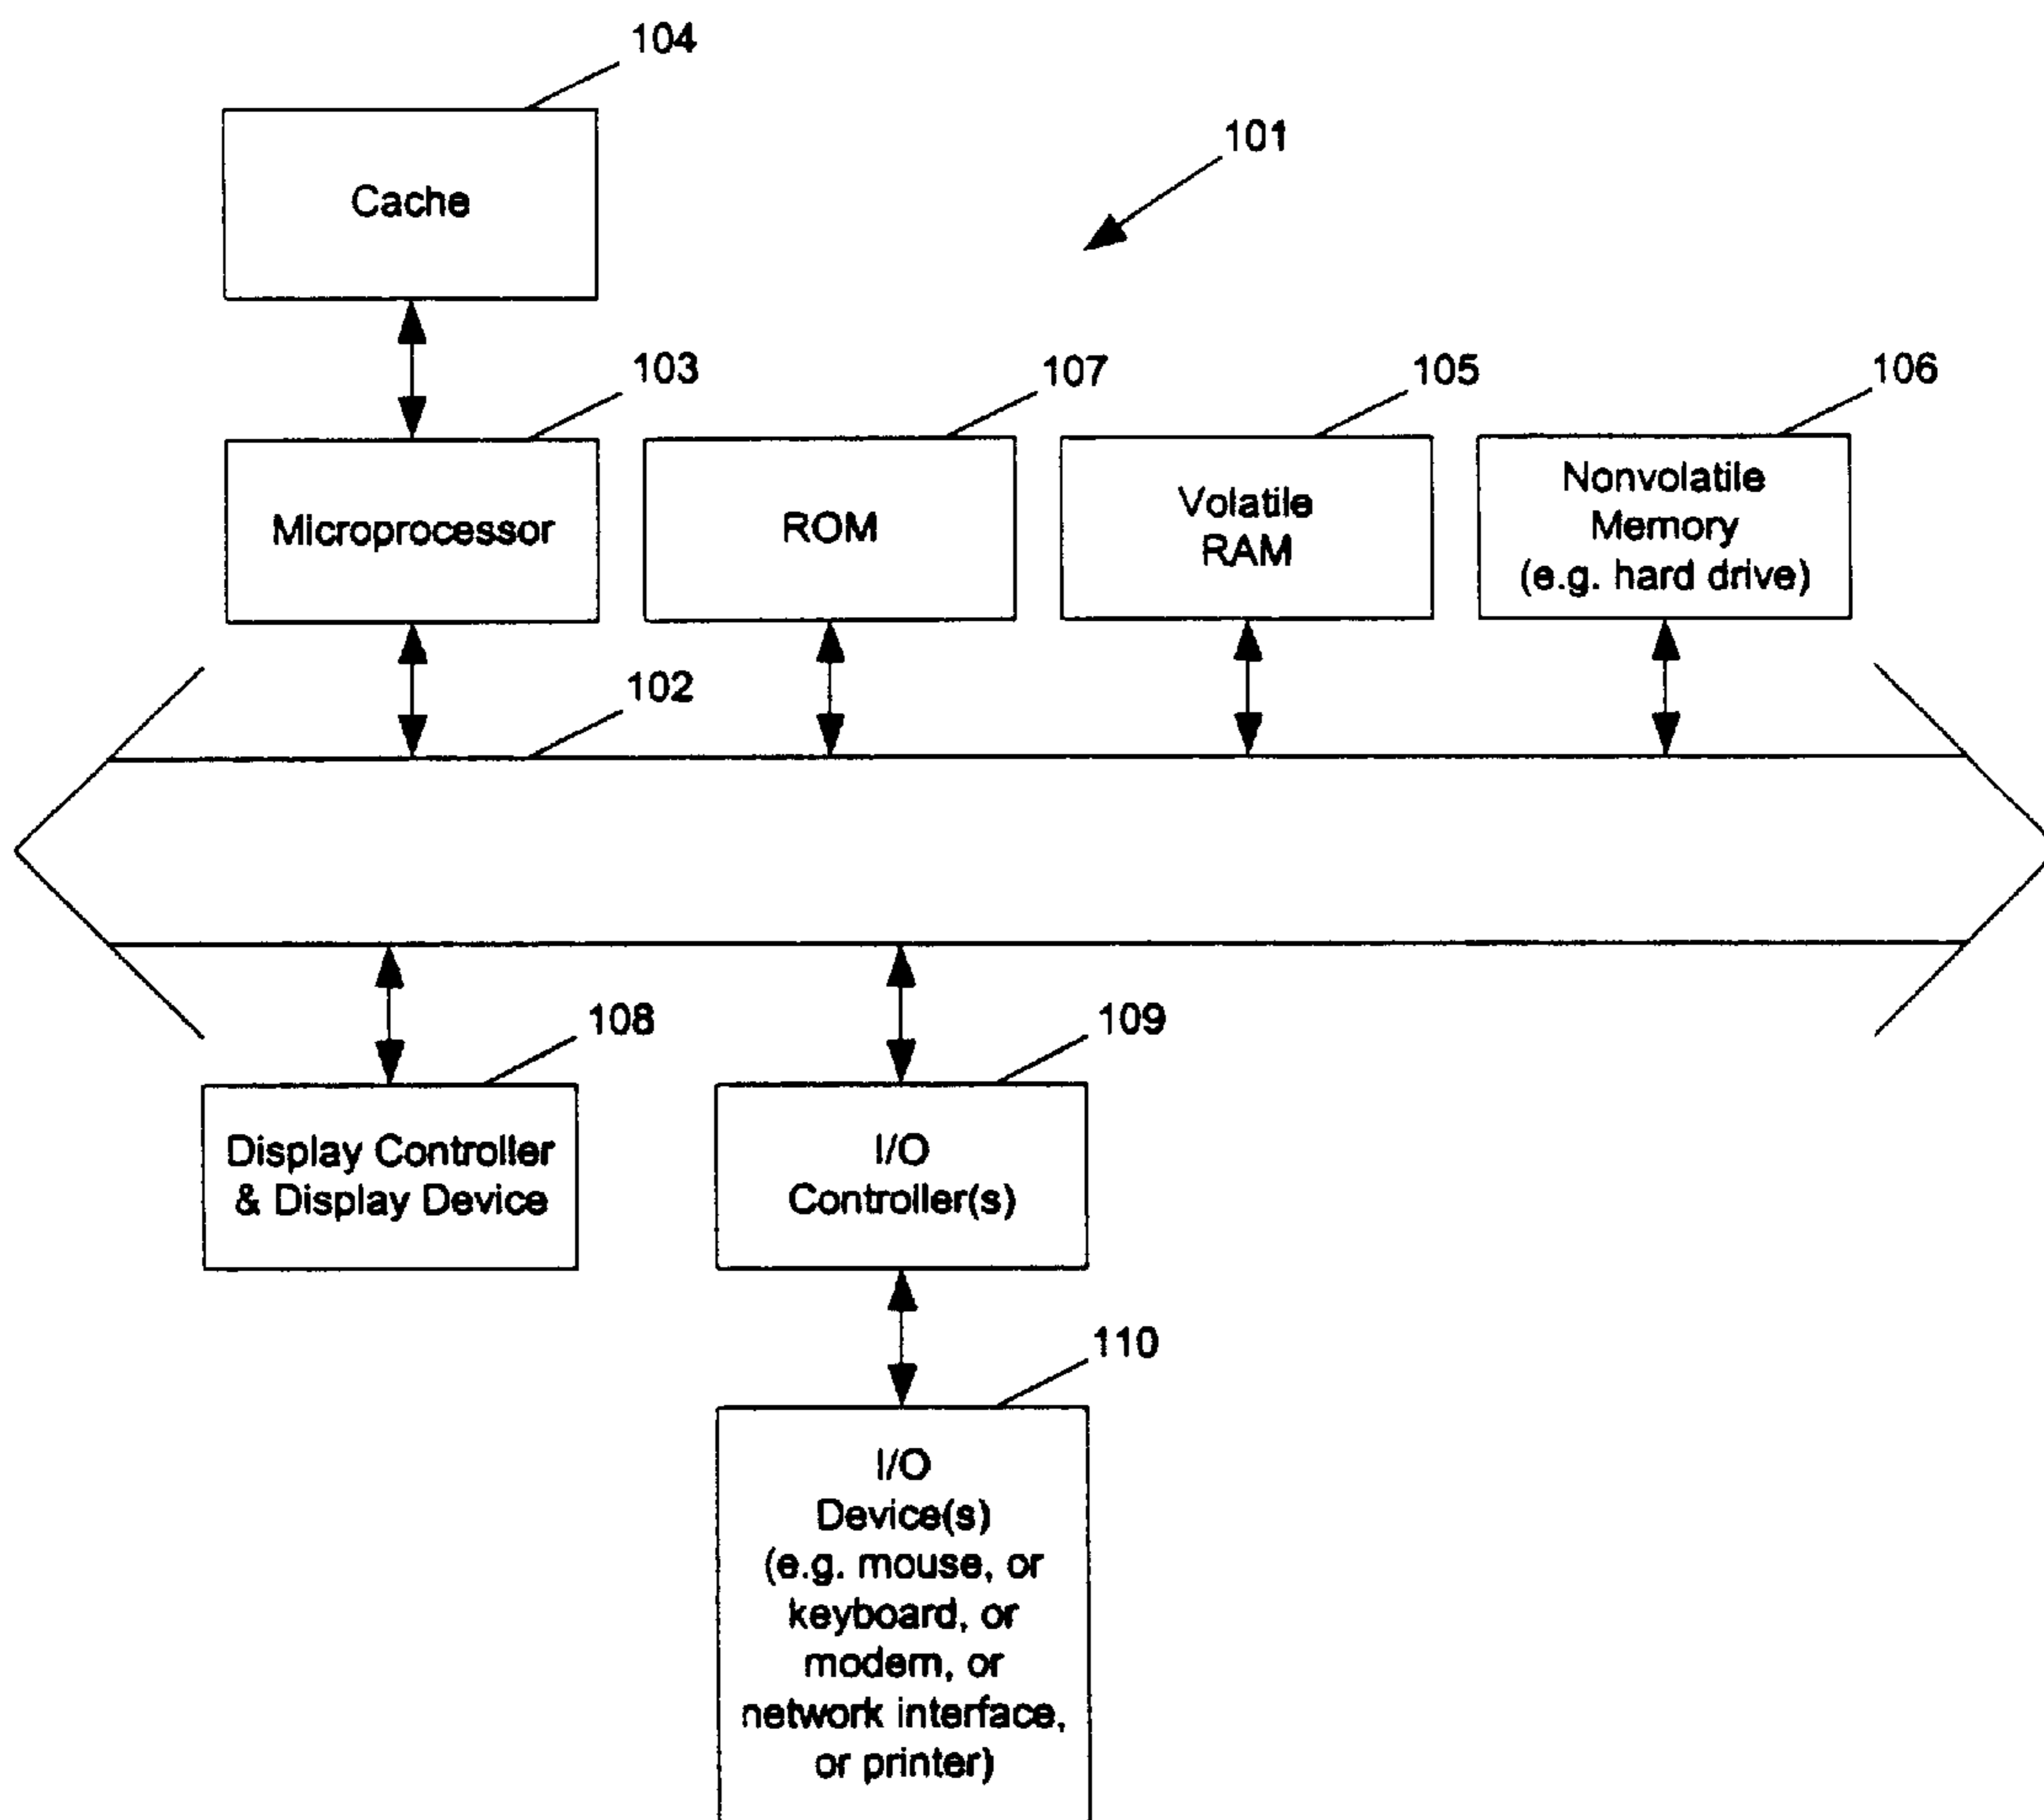 104
101
Cache
103
107
105
106
Microprocessor
ROM
Volatile
RAM
Nonvolatile
Memory
(e.g. hard drive)
102
108
109
Display Controller
& Display Device
I/O
Controller(s)
110
I/O
Device(s)
(e.g. mouse, or
keyboard, or
modem, or
network interface,
or printer)